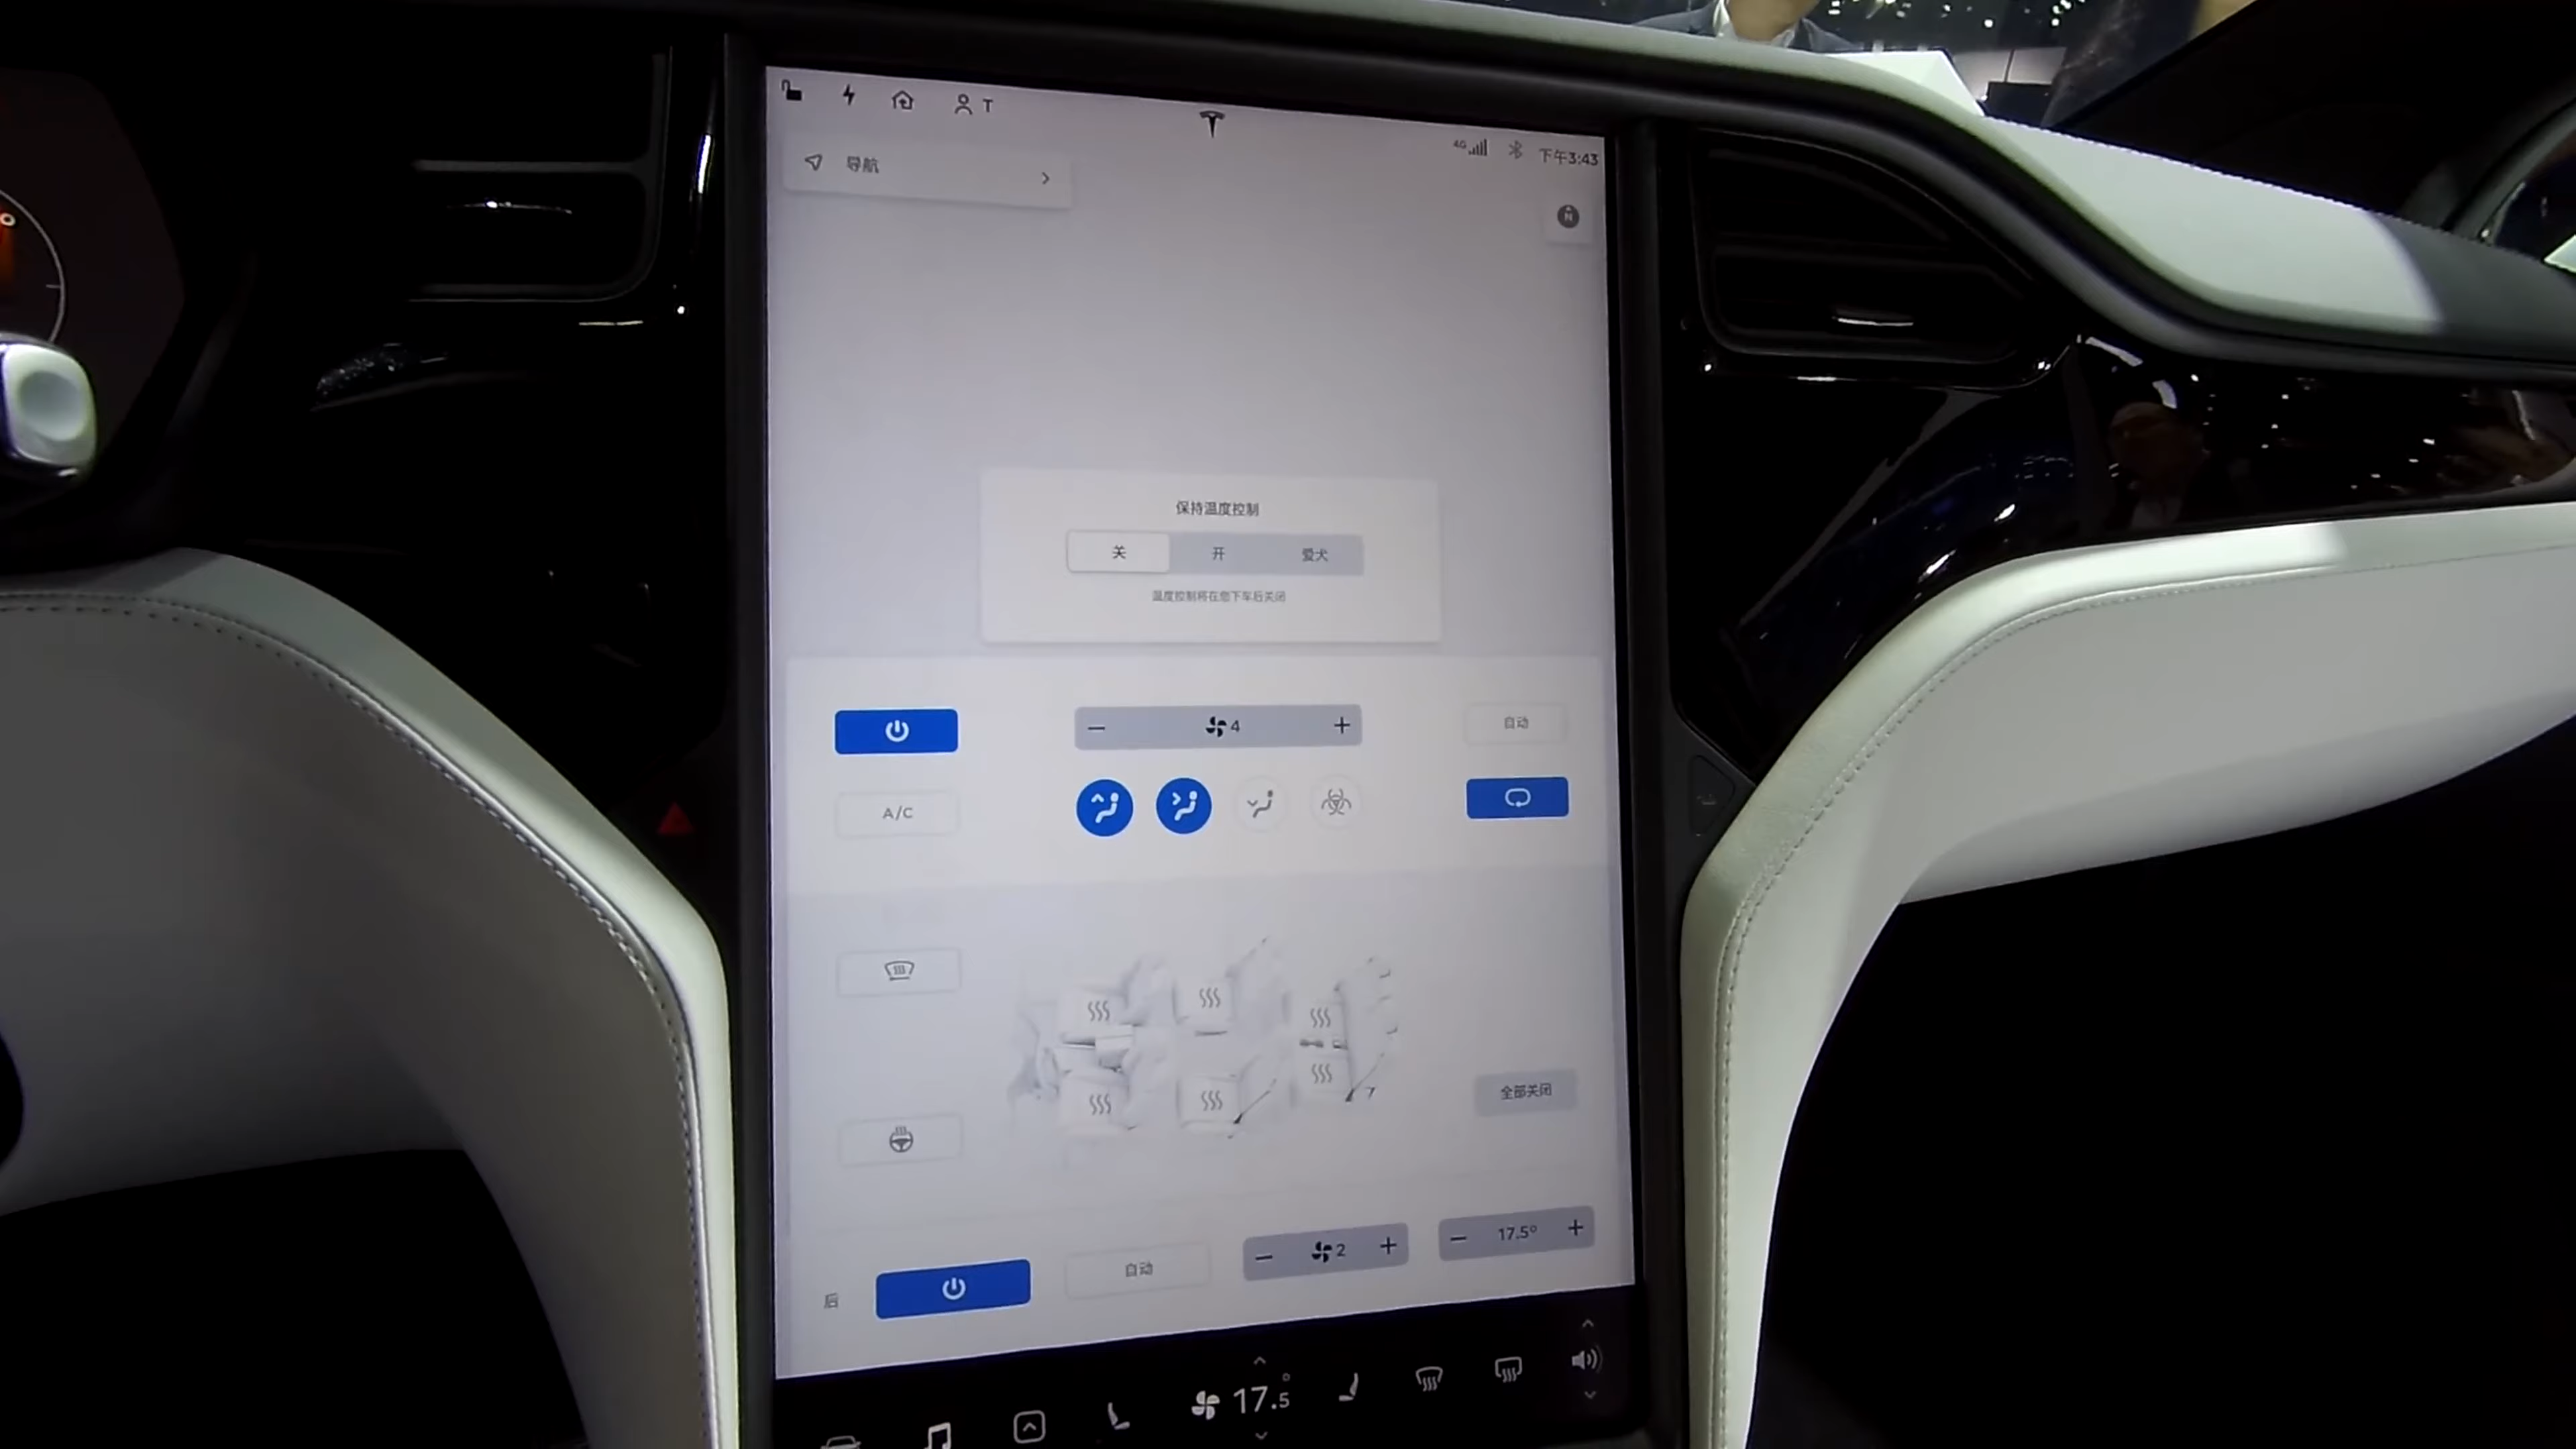 T
4G
下午3:43
导航
N
保持温度控制
关 开 爱犬
温度控制将在您下车后关闭
4
自动
A/C
全部关闭
后
自动
2
17.5°
17.5°